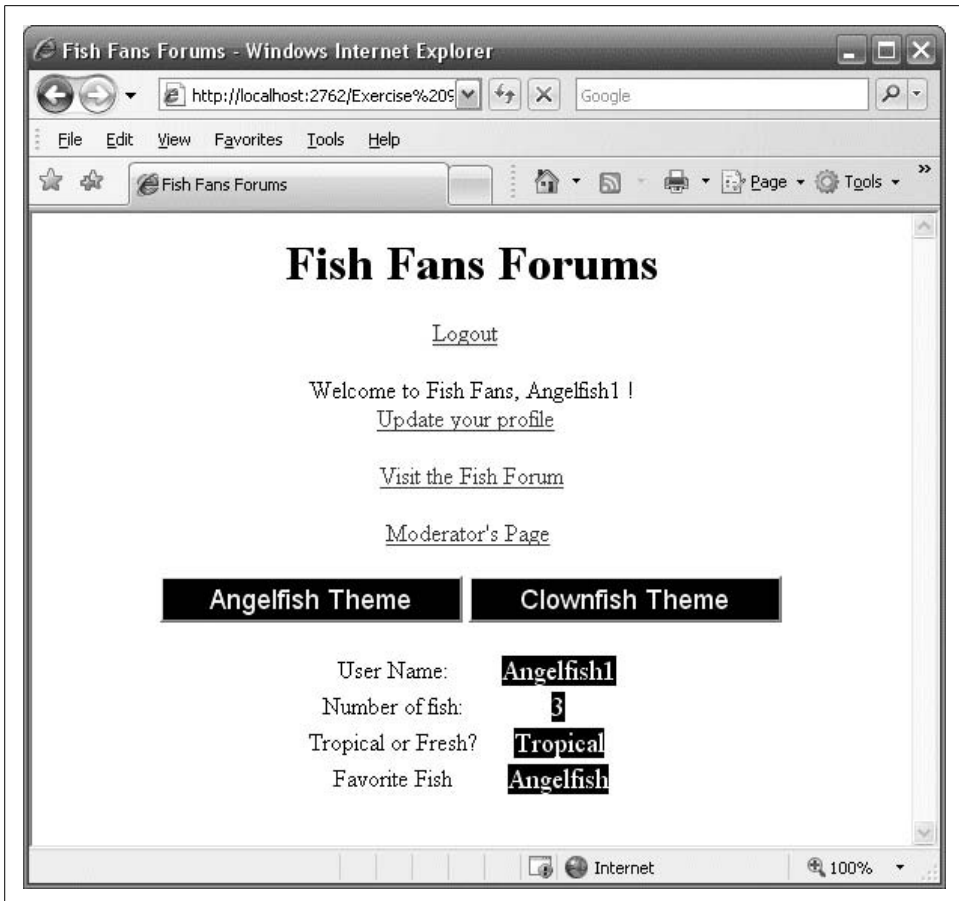 Fish Fans Forums - Windows Internet Explorer
http://localhost:2762/Exercise%209
Google
File Edit View Favorites Tools Help
Fish Fans Forums
Page Tools »
Fish Fans Forums
Logout
Welcome to Fish Fans, Angelfish1 !
Update your profile
Visit the Fish Forum
Moderator's Page
Angelfish Theme Clownfish Theme
User Name: Angelfish1
Number of fish: 3
Tropical or Fresh? Tropical
Favorite Fish Angelfish
Internet 100%